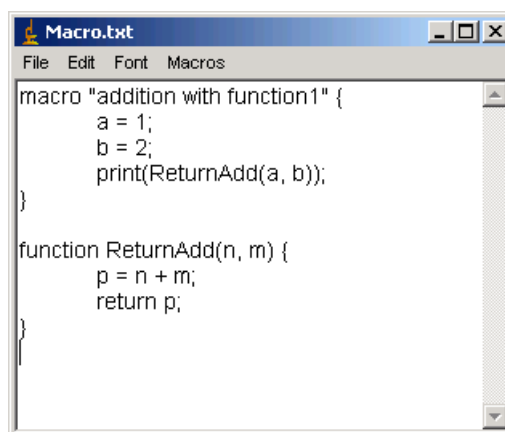 Macro.txt
File Edit Font Macros
macro "addition with function1" {
        a = 1;
        b = 2;
        print(ReturnAdd(a, b));
}

function ReturnAdd(n, m) {
        p = n + m;
        return p;
}